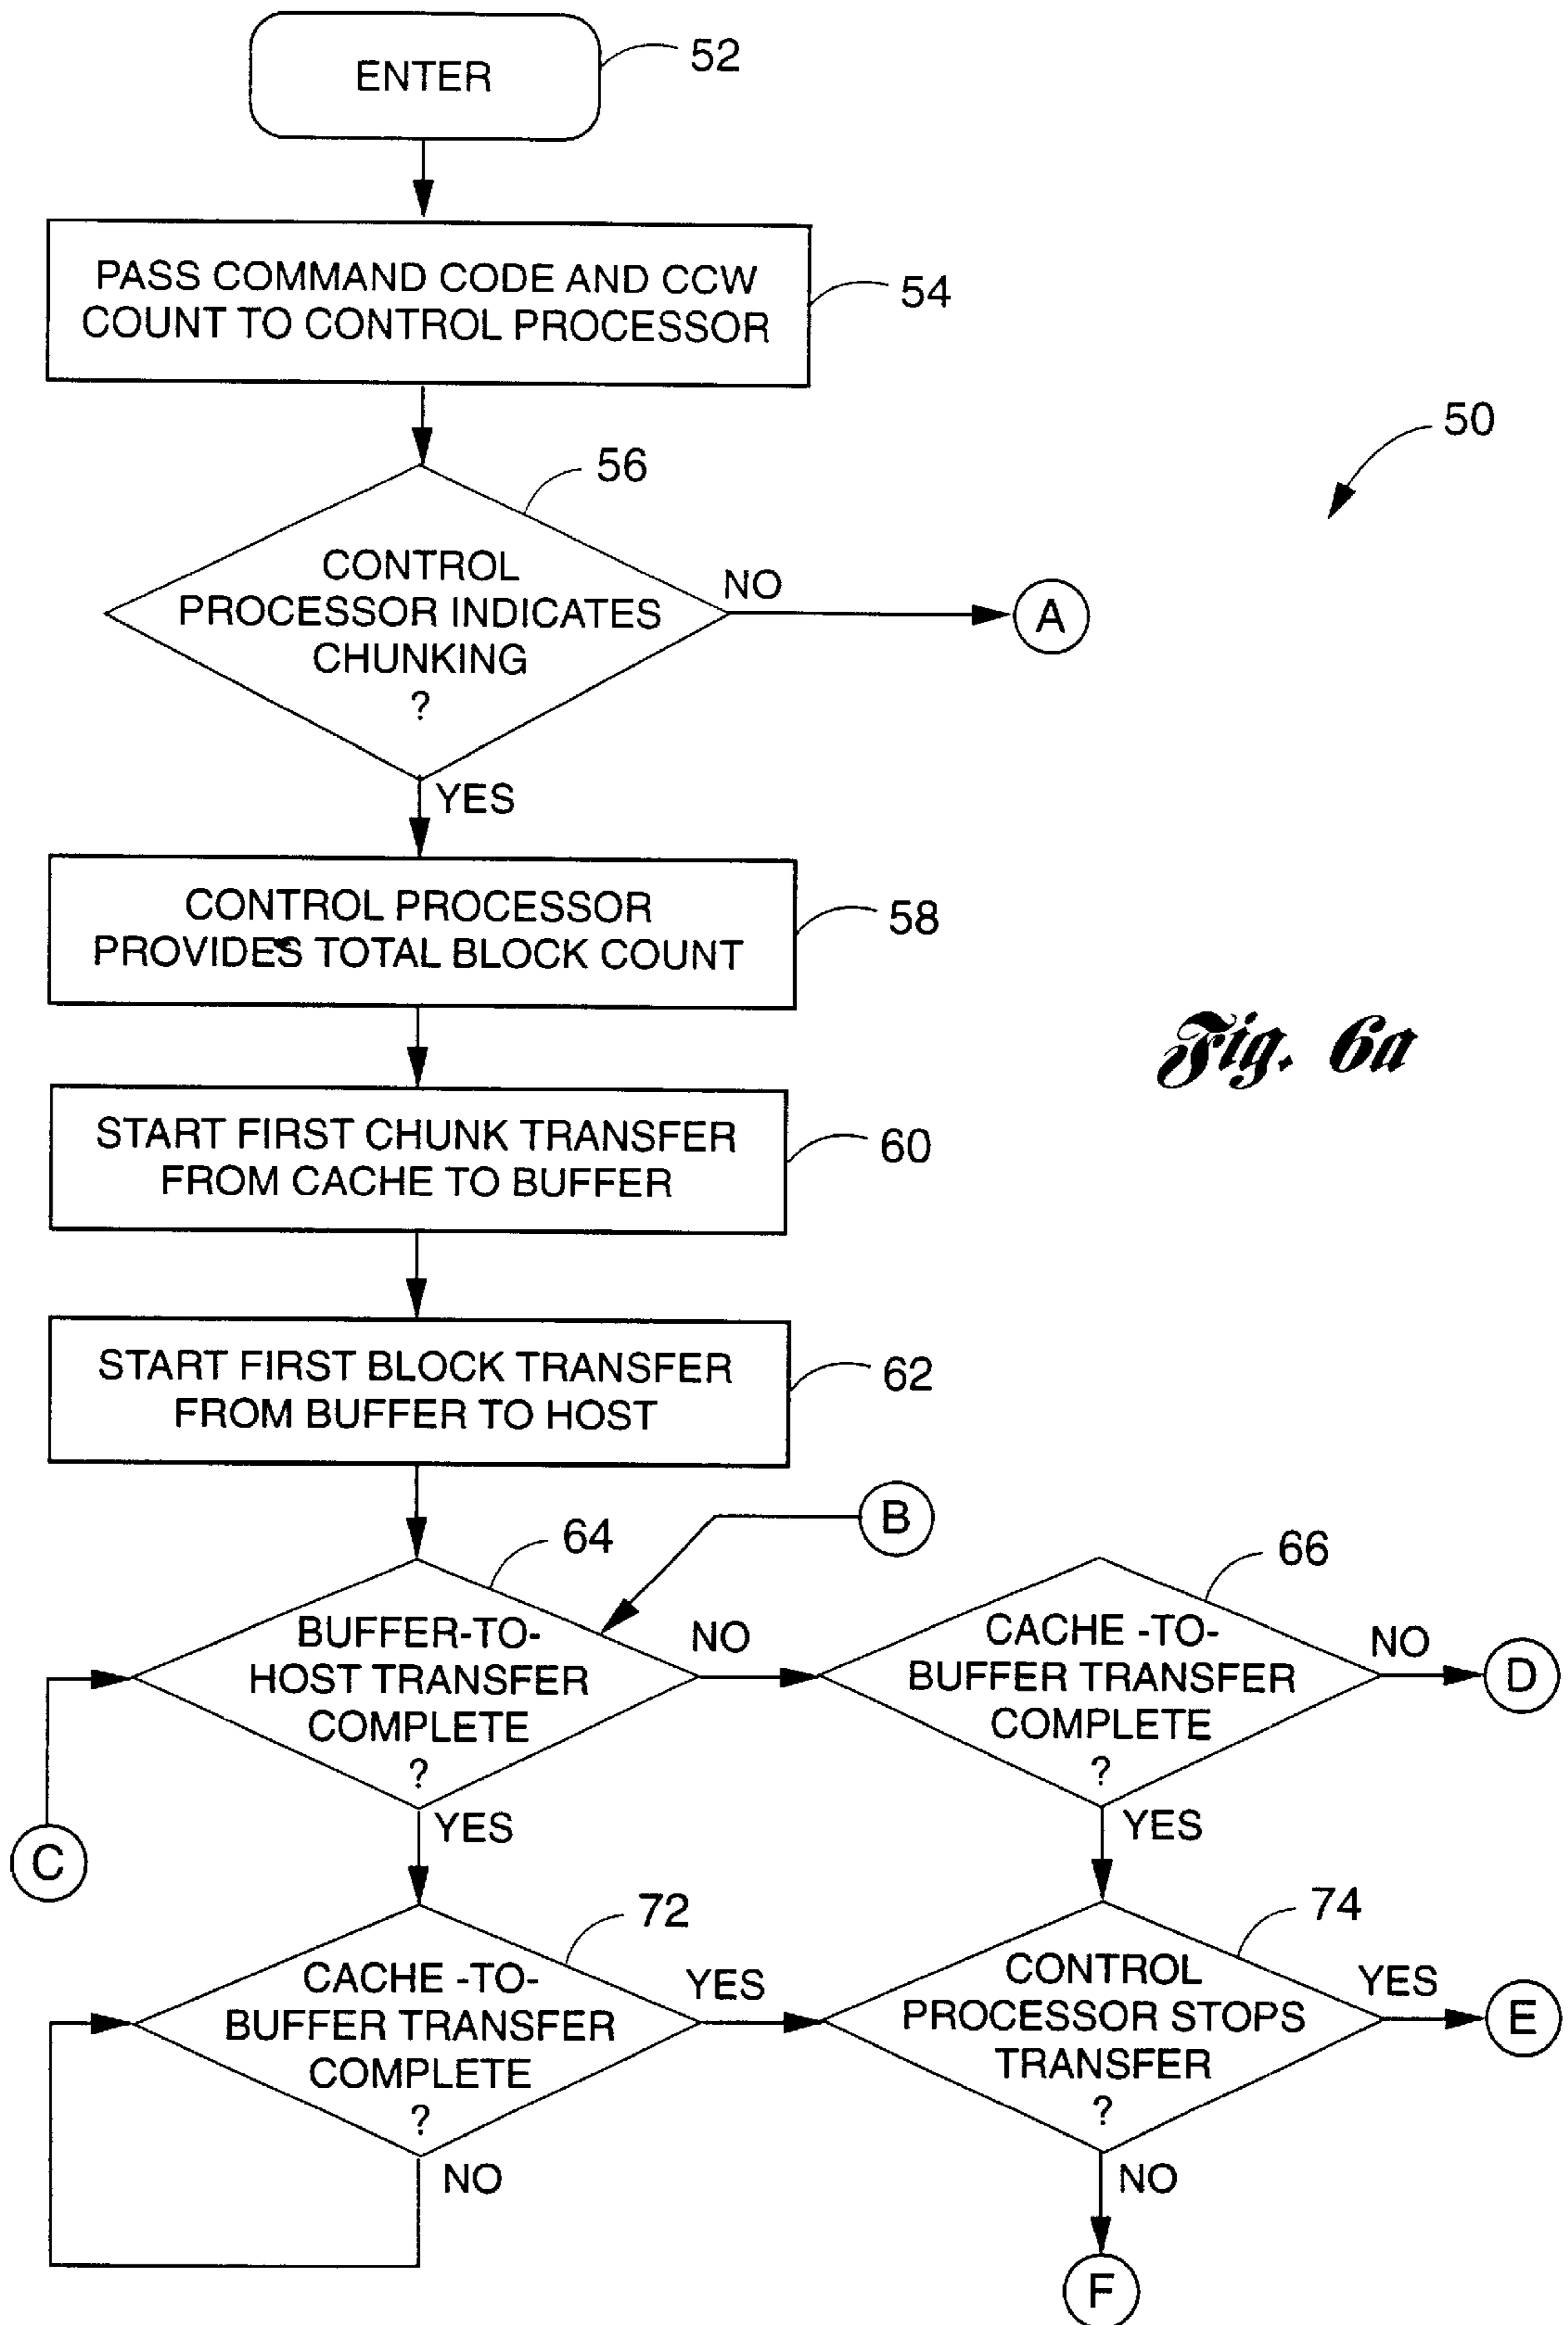 ENTER
52
PASS COMMAND CODE AND CCW
COUNT TO CONTROL PROCESSOR
54
50
56
CONTROL
PROCESSOR INDICATES
CHUNKING
?
NO
A
YES
CONTROL PROCESSOR
PROVIDES TOTAL BLOCK COUNT
58
Fig. 6a
START FIRST CHUNK TRANSFER
FROM CACHE TO BUFFER
60
START FIRST BLOCK TRANSFER
FROM BUFFER TO HOST
62
B
64
BUFFER-TO-
HOST TRANSFER
COMPLETE
?
NO
66
CACHE -TO-
BUFFER TRANSFER
COMPLETE
?
NO
D
C
YES
YES
72
CACHE -TO-
BUFFER TRANSFER
COMPLETE
?
YES
NO
74
CONTROL
PROCESSOR STOPS
TRANSFER
?
YES
E
NO
F